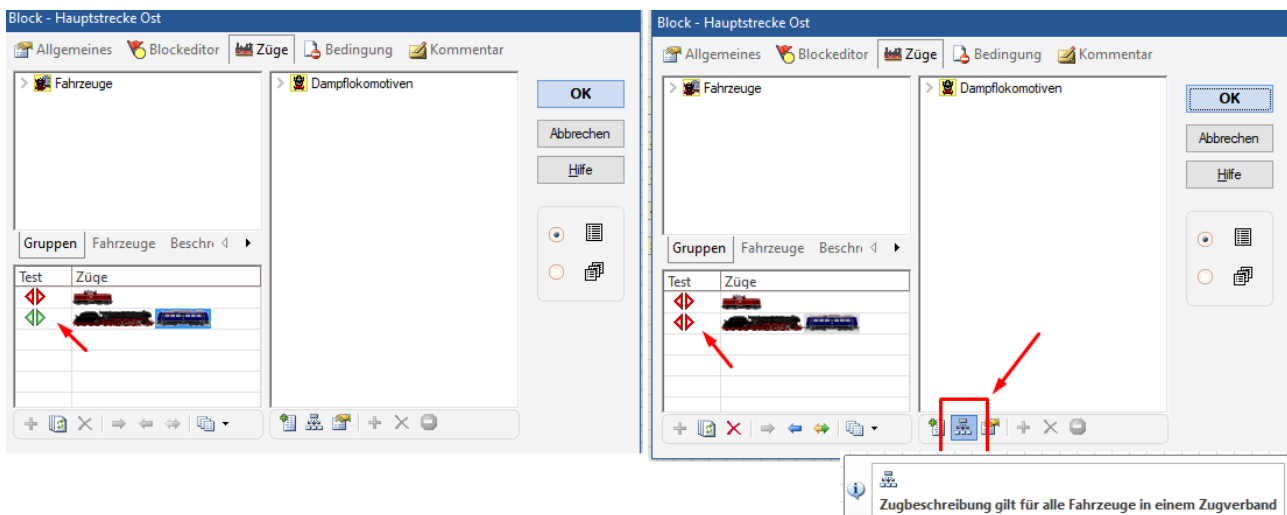 Block - Hauptstrecke Ost
Allgemeines Blockeditor Züge Bedingung Kommentar
Fahrzeuge
Dampflokomotiven
OK
Abbrechen
Hilfe
Gruppen Fahrzeuge Beschr
Test Züge
Block - Hauptstrecke Ost
Allgemeines Blockeditor Züge Bedingung Kommentar
Fahrzeuge
Dampflokomotiven
OK
Abbrechen
Hilfe
Gruppen Fahrzeuge Beschr
Test Züge
Zugbeschreibung gilt für alle Fahrzeuge in einem Zugverband